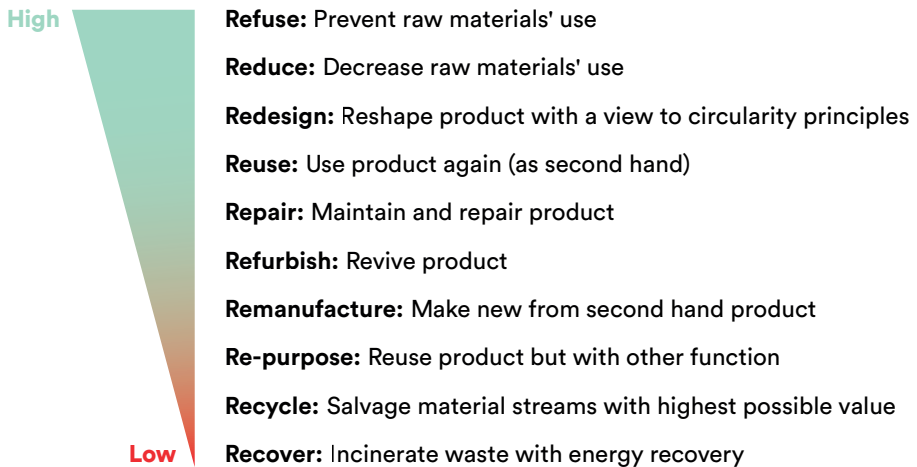 High
Refuse: Prevent raw materials' use
Reduce: Decrease raw materials' use
Redesign: Reshape product with a view to circularity principles
Reuse: Use product again (as second hand)
Repair: Maintain and repair product
Refurbish: Revive product
Remanufacture: Make new from second hand product
Re-purpose: Reuse product but with other function
Recycle: Salvage material streams with highest possible value
Low
Recover: Incinerate waste with energy recovery